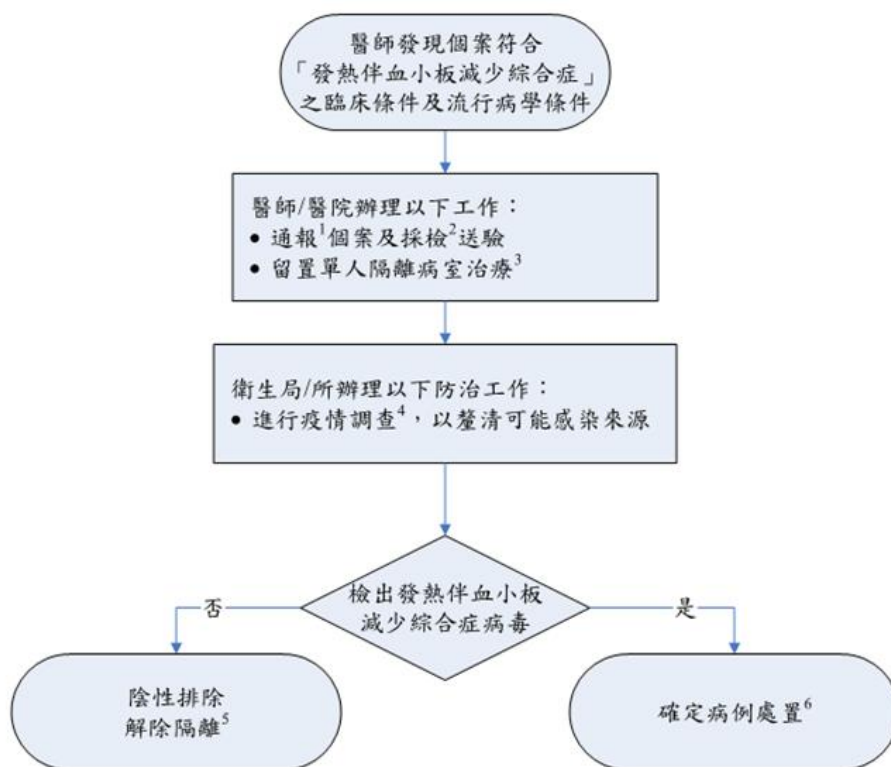 醫師發現個案符合
「發熱伴血小板減少綜合症」
之臨床條件及流行病學條件
醫師/醫院辦理以下工作：
• 通報1個案及採檢2送驗
• 留置單人隔離病室治療3
衛生局/所辦理以下防治工作：
• 進行疫情調查4，以釐清可能感染來源
檢出發熱伴血小板
減少綜合症病毒
否
是
陰性排除
解除隔離5
確定病例處置6